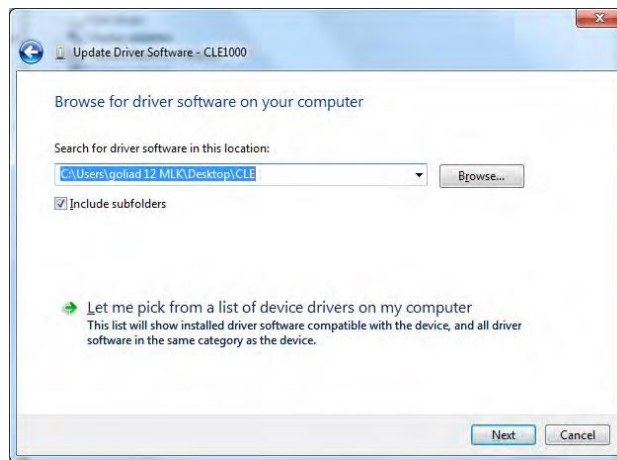 Update Driver Software - CLE1000
Browse for driver software on your computer
Search for driver software in this location:
C:\Users\goliad 12 MLK\Desktop\CLE
Browse...
Include subfolders
Let me pick from a list of device drivers on my computer
This list will show installed driver software compatible with the device, and all driver
software in the same category as the device.
Next
Cancel